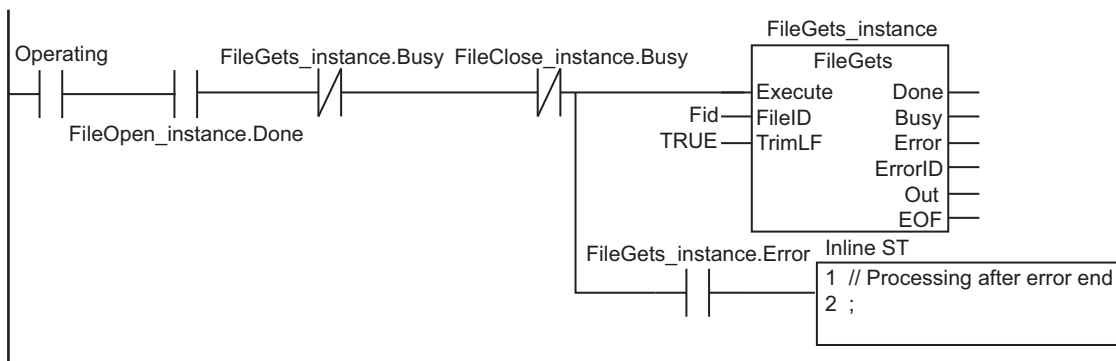 FileGets_instance
Operating
FileGets_instance.Busy
FileClose_instance.Busy
FileGets
Execute
Done
FileOpen_instance.Done
Fid
FileID
Busy
TRUE
TrimLF
Error
ErrorID
Out
EOF
FileGets_instance.Error
Inline ST
1 // Processing after error end
2 ;